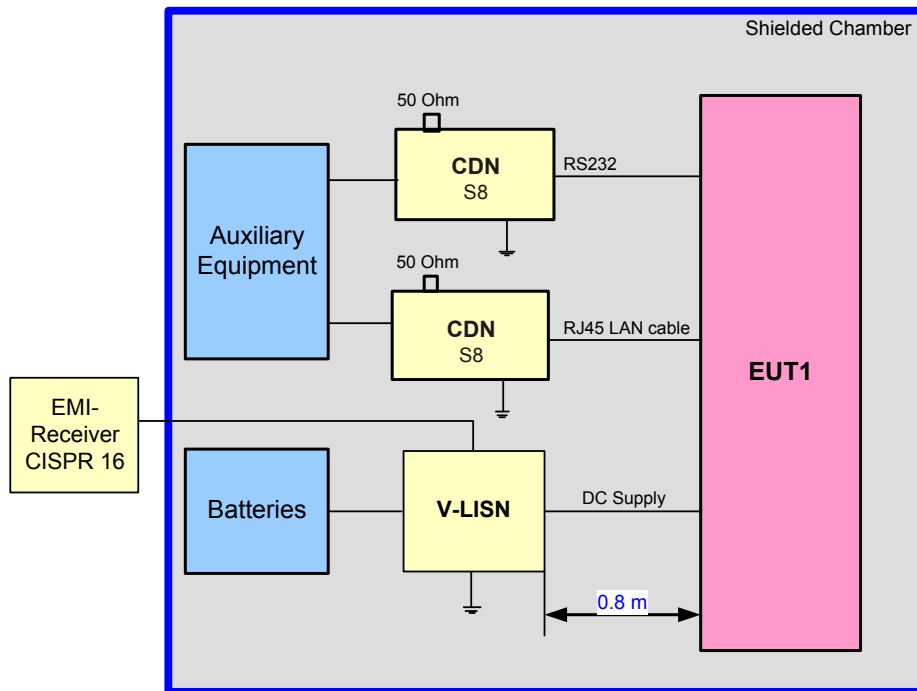 Shielded Chamber
50 Ohm
CDN
S8
RS232
Auxiliary
Equipment
50 Ohm
CDN
S8
RJ45 LAN cable
EUT1
EMI-
Receiver
CISPR 16
Batteries
V-LISN
DC Supply
0.8 m